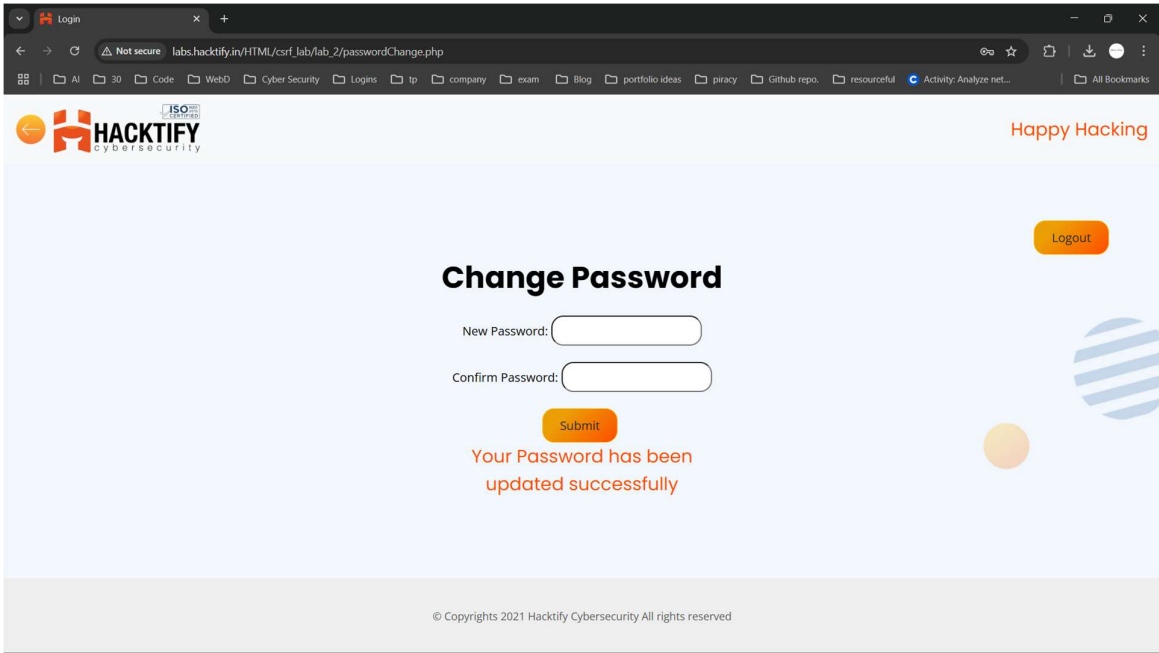 Login
Not secure labs.hacktify.in/HTML/csrf_lab/lab_2/passwordChange.php
AI 30 Code WebD Cyber Security Logins tp company exam Blog portfolio ideas piracy Github repo. resourceful C Activity: Analyze net... All Bookmarks
ISO
CERTIFIED
HACKTIFY
cybersecurity
Happy Hacking
Logout
Change Password
New Password:
Confirm Password:
Submit
Your Password has been
updated successfully
© Copyrights 2021 Hacktify Cybersecurity All rights reserved